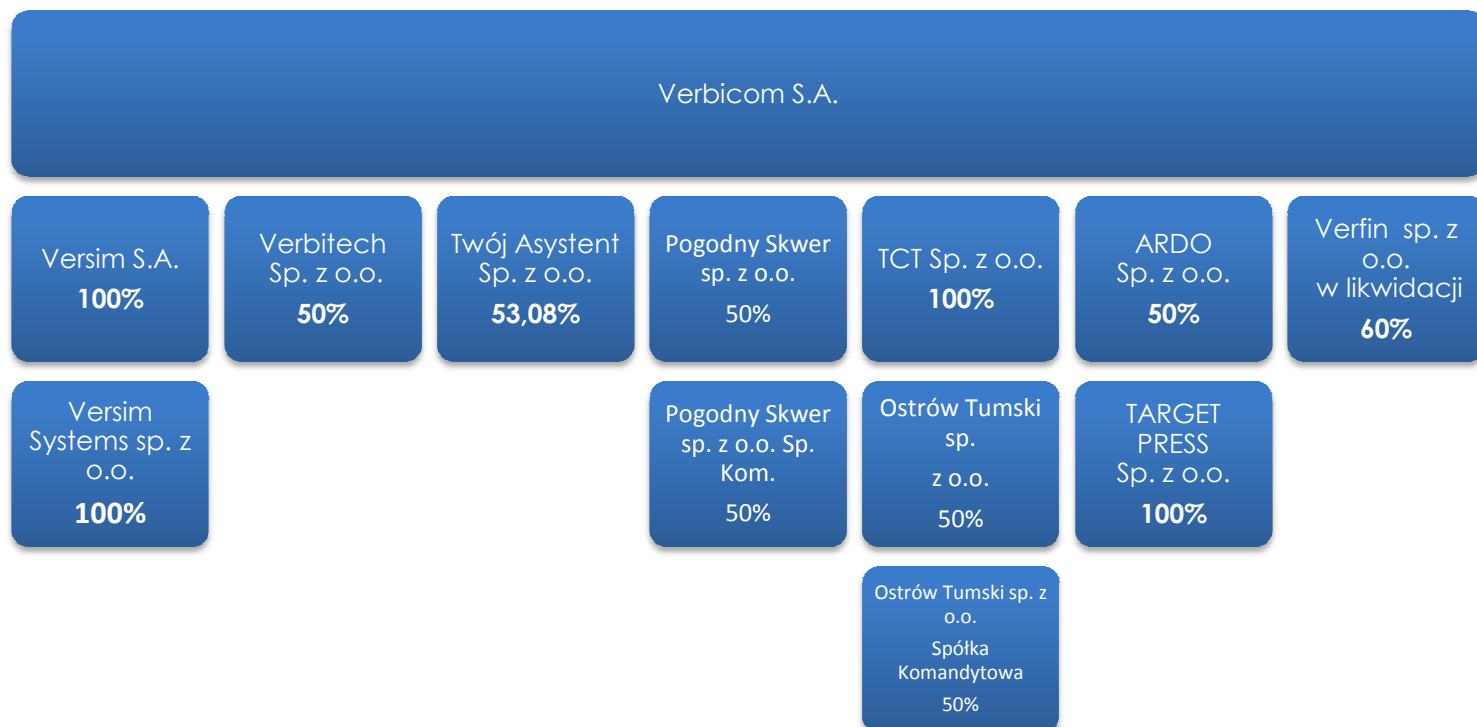 Verbicom S.A.
Versim S.A.
100%
Verbitech
Sp. z o.o.
50%
Twój Asystent
Sp. z o.o.
53,08%
Pogodny Skwer
sp. z o.o.
50%
TCT Sp. z o.o.
100%
ARDO
Sp. z o.o.
50%
Verfin sp. z
o.o.
w likwidacji
60%
Versim
Systems sp. z
o.o.
100%
Pogodny Skwer
sp. z o.o. Sp.
Kom.
50%
Ostrów Tumski
sp.
z o.o.
50%
TARGET
PRESS
Sp. z o.o.
100%
Ostrów Tumski sp. z
o.o.
Spółka
Komandytowa
50%